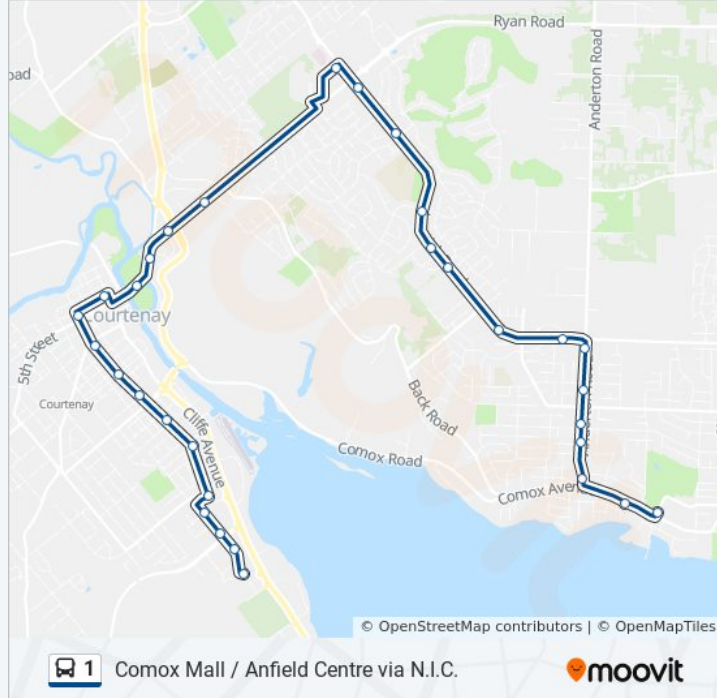 Ryan Road
oad
Anderton Road
Courtenay
5th Street
Courtenay
Cliffe Avenue
Back Road
Comox Road
Comox Aven
© OpenStreetMap contributors | © OpenMapTiles
1 Comox Mall / Anfield Centre via N.I.C.
moovit